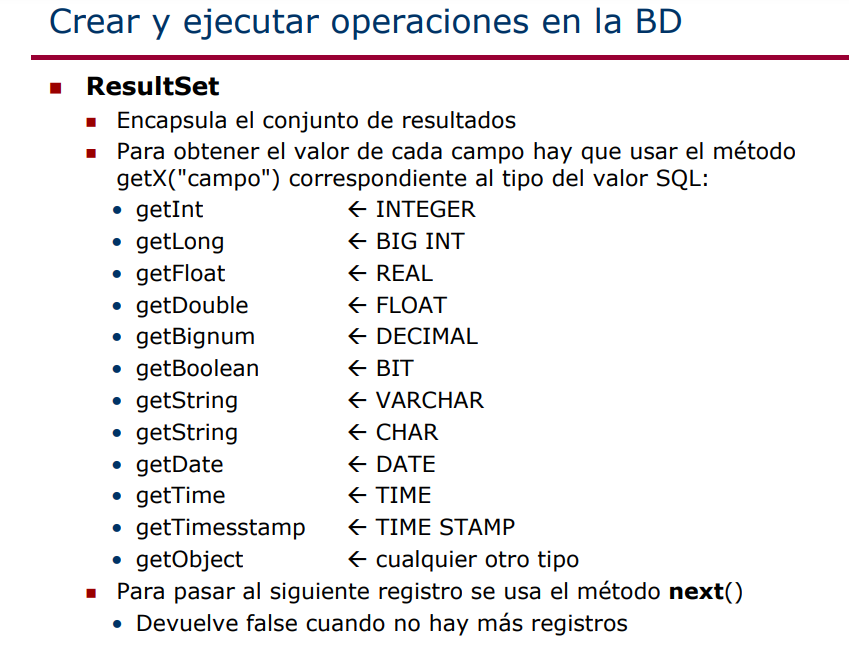 Crear y ejecutar operaciones en la BD
ResultSet
Encapsula el conjunto de resultados
Para obtener el valor de cada campo hay que usar el método
getX("campo") correspondiente al tipo del valor SQL:
getInt ← INTEGER
getLong ← BIG INT
getFloat ← REAL
getDouble ← FLOAT
getBignum ← DECIMAL
getBoolean ← BIT
getString ← VARCHAR
getString ← CHAR
getDate ← DATE
getTime ← TIME
getTimesstamp ← TIME STAMP
getObject ← cualquier otro tipo
Para pasar al siguiente registro se usa el método next()
Devuelve false cuando no hay más registros